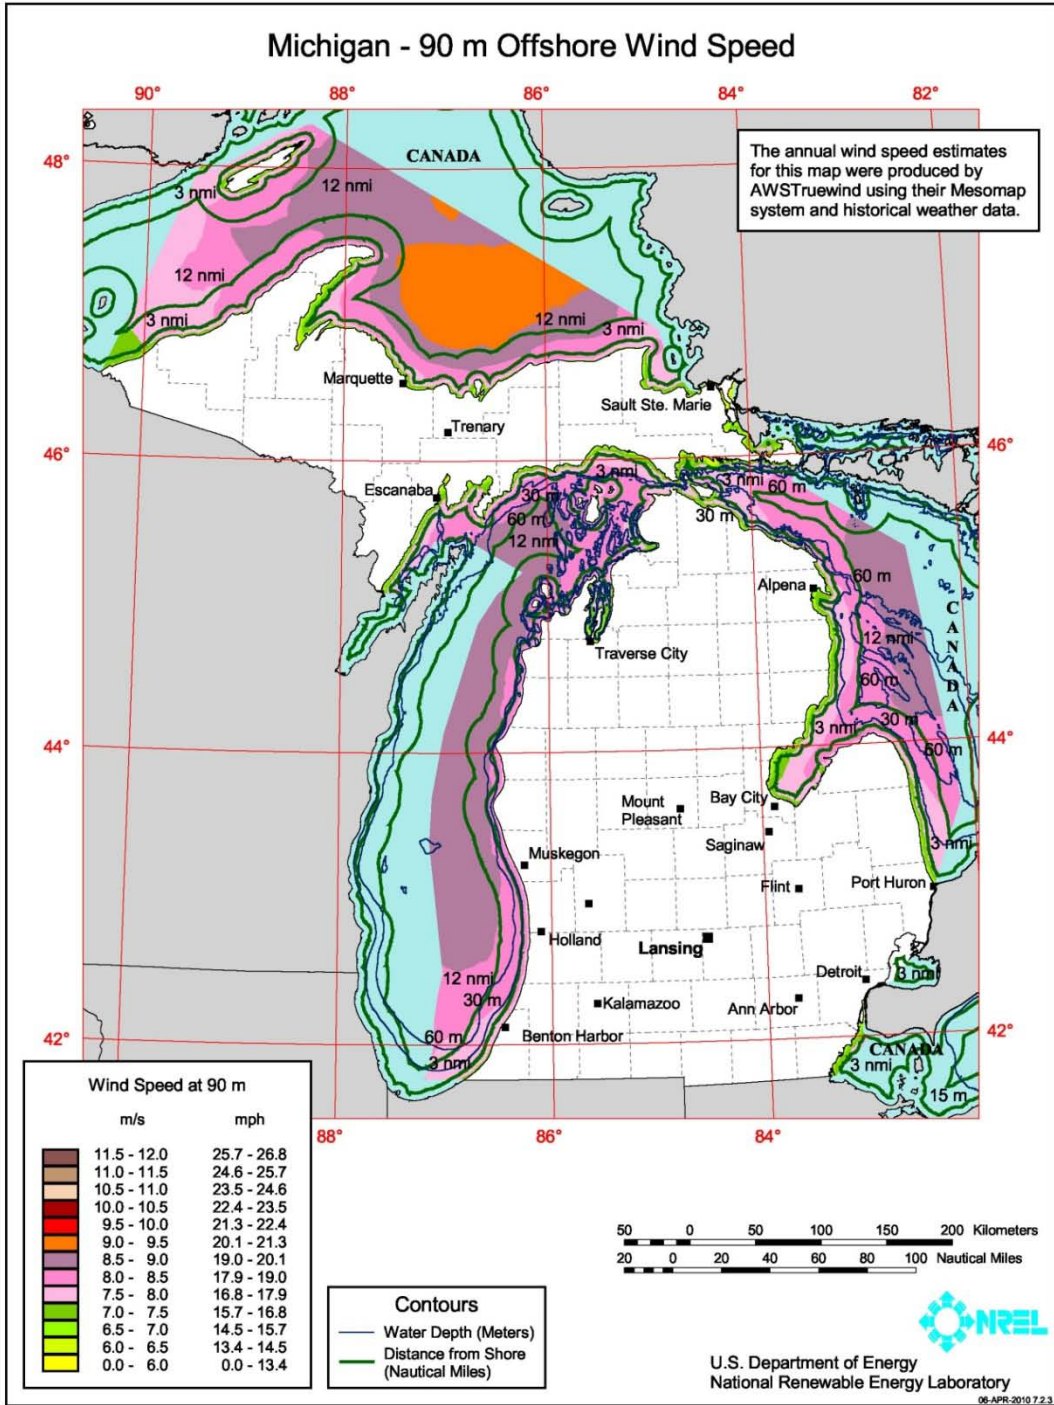 Michigan - 90 m Offshore Wind Speed
90°
88°
86°
84°
82°
CANADA
The annual wind speed estimates
for this map were produced by
AWSTruewind using their Mesomap
system and historical weather data.
48°
3 nmi
12 nmi
12 nmi
3 nmi
12 nmi
3 nmi
Marquette
Sault Ste. Marie
Trenary
46°
46°
3 nmi
3 nmi
60 m
Escanaba
30 m
30 m
60 m
12 nmi
60 m
Alpena
CANADA
12 nmi
Traverse City
60 m
30 m
3 nmi
44°
44°
60 m
Mount
Pleasant
Bay City
Saginaw
3 nmi
Muskegon
Flint
Port Huron
Holland
Lansing
12 nmi
30 m
Detroit
3 nmi
Kalamazoo
Ann Arbor
42°
60 m
Benton Harbor
42°
3 nmi
CANADA
3 nmi
15 m
88°
86°
84°
Wind Speed at 90 m
m/s mph
11.5 - 12.0 25.7 - 26.8
11.0 - 11.5 24.6 - 25.7
10.5 - 11.0 23.5 - 24.6
10.0 - 10.5 22.4 - 23.5
9.5 - 10.0 21.3 - 22.4
9.0 - 9.5 20.1 - 21.3
8.5 - 9.0 19.0 - 20.1
8.0 - 8.5 17.9 - 19.0
7.5 - 8.0 16.8 - 17.9
7.0 - 7.5 15.7 - 16.8
6.5 - 7.0 14.5 - 15.7
6.0 - 6.5 13.4 - 14.5
0.0 - 6.0 0.0 - 13.4
50 0 50 100 150 200 Kilometers
20 0 20 40 60 80 100 Nautical Miles
Contours
Water Depth (Meters)
Distance from Shore
(Nautical Miles)
NREL
U.S. Department of Energy
National Renewable Energy Laboratory
06-APR-2010 7.2.3